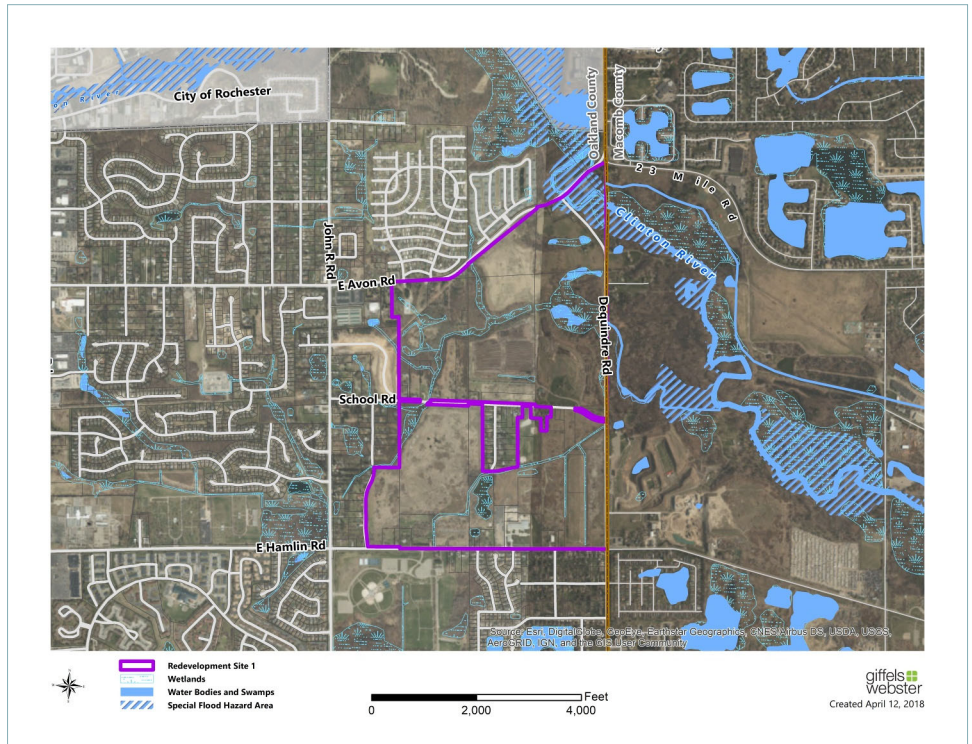 City of Rochester
on River
Oakland County
Macomb County
23 Mile Rd
Clinton River
John R Rd
E Avon Rd
Dequindre Rd
School Rd
E Hamlin Rd
Source: Esri, DigitalGlobe, GeoEye, Earthstar Geographics, CNES/Airbus DS, USDA, USGS,
AeroGRID, IGN, and the GIS User Community
Redevelopment Site 1
Wetlands
Water Bodies and Swamps
Special Flood Hazard Area
0 2,000 4,000
Feet
giffels
webster
Created April 12, 2018